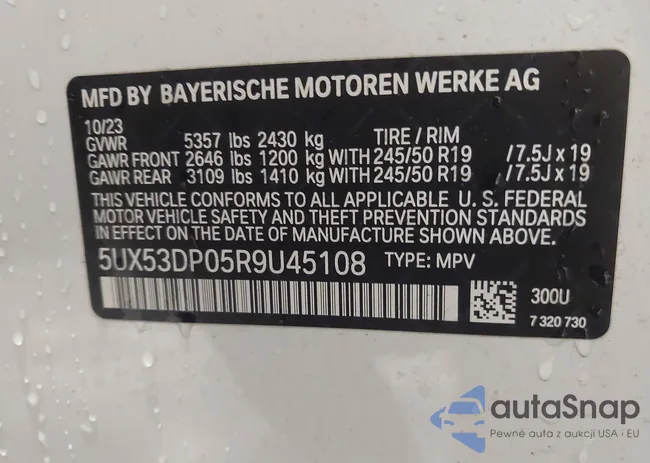 MFD BY BAYERISCHE MOTOREN WERKE AG
10/23
GVWR 5357 lbs 2430 kg TIRE / RIM
GAWR FRONT 2646 lbs 1200 kg WITH 245/50 R19 /7.5J x 19
GAWR REAR 3109 lbs 1410 kg WITH 245/50 R19 /7.5J x 19
THIS VEHICLE CONFORMS TO ALL APPLICABLE U. S. FEDERAL
MOTOR VEHICLE SAFETY AND THEFT PREVENTION STANDARDS
IN EFFECT ON THE DATE OF MANUFACTURE SHOWN ABOVE.
5UX53DP05R9U45108 TYPE: MPV
300U
7 320 730
autaSnap
Pewne auta z aukcji USA · EU